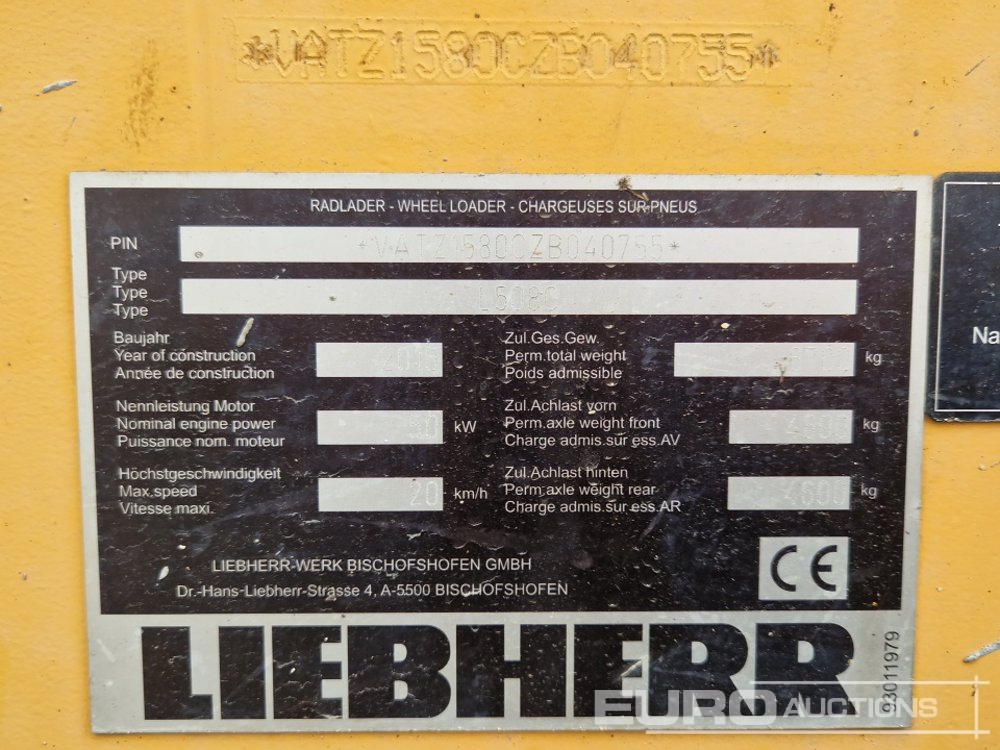 *VATZ1580CZB040755*
RADLADER - WHEEL LOADER - CHARGEUSES SUR PNEUS
PIN *VATZ1580CZB040755*
Type
Type L508C
Type
Baujahr
Year of construction 2015
Année de construction
Zul.Ges.Gew.
Perm.total weight kg
Poids admissible
Nennleistung Motor
Nominal engine power kW
Puissance nom. moteur
Zul.Achlast vorn
Perm.axle weight front kg
Charge admis.sur ess.AV
Höchstgeschwindigkeit
Max.speed 20 km/h
Vitesse maxi.
Zul.Achlast hinten
Perm.axle weight rear 4600 kg
Charge admis.sur ess.AR
LIEBHERR-WERK BISCHOFSHOFEN GMBH
Dr.-Hans-Liebherr-Strasse 4, A-5500 BISCHOFSHOFEN
CE
LIEBHERR
93011979
Na
EURO AUCTIONS